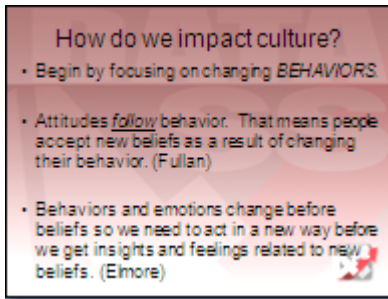 How do we impact culture?
• Begin by focusing on changing BEHAVIORS.
• Attitudes follow behavior. That means people
accept new beliefs as a result of changing
their behavior. (Fullan)
• Behaviors and emotions change before
beliefs so we need to act in a new way before
we get insights and feelings related to new
beliefs. (Elmore)